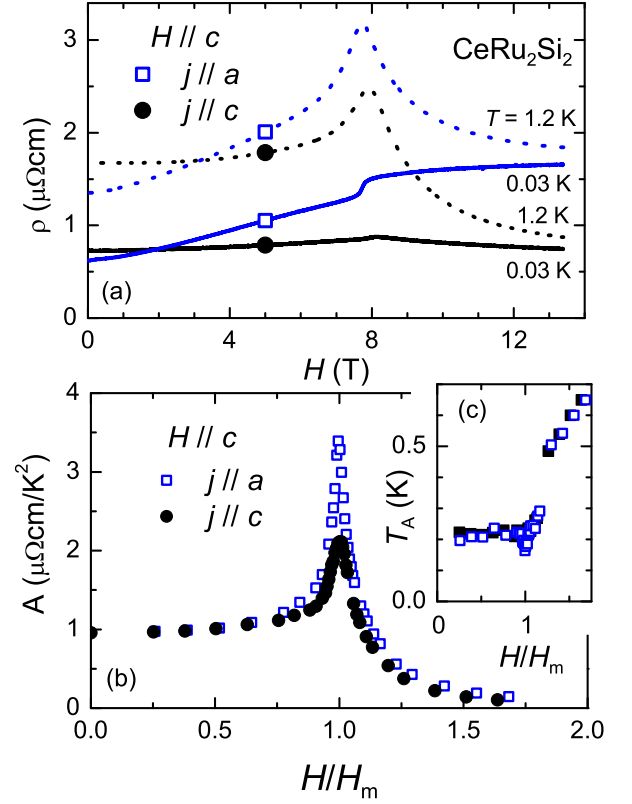 3
2
1
0
ρ (μΩcm)
H // c
j // a
j // c
CeRu₂Si₂
T = 1.2 K
0.03 K
1.2 K
0.03 K
(a)
0 4 8 12
H (T)
4
3
2
1
0
A (μΩcm/K²)
H // c
j // a
j // c
(b)
0.0 0.5 1.0 1.5 2.0
H/Hₘ
(c)
0.5
0.0
T_A (K)
0 1
H/Hₘ